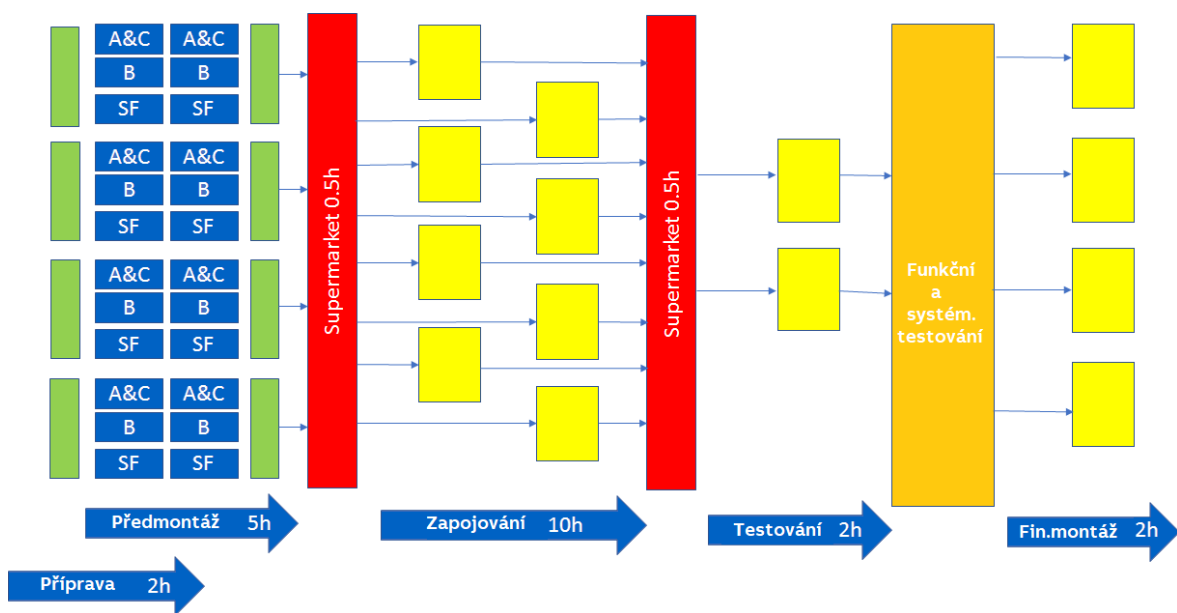 A&C A&C
B B
SF SF
A&C A&C
B B
SF SF
A&C A&C
B B
SF SF
A&C A&C
B B
SF SF
Supermarket 0.5h
Supermarket 0.5h
Funkční
a
systém.
testování
Předmontáž 5h
Zapojování 10h
Testování 2h
Fin.montáž 2h
Příprava 2h